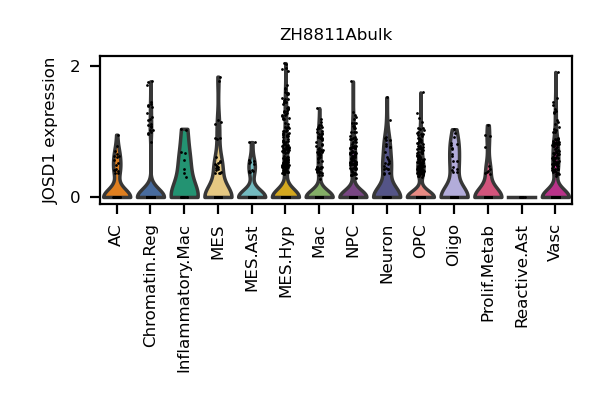 ZH8811Abulk
JOSD1 expression
2
0
AC
Chromatin.Reg
Inflammatory.Mac
MES
MES.Ast
MES.Hyp
Mac
NPC
Neuron
OPC
Oligo
Prolif.Metab
Reactive.Ast
Vasc